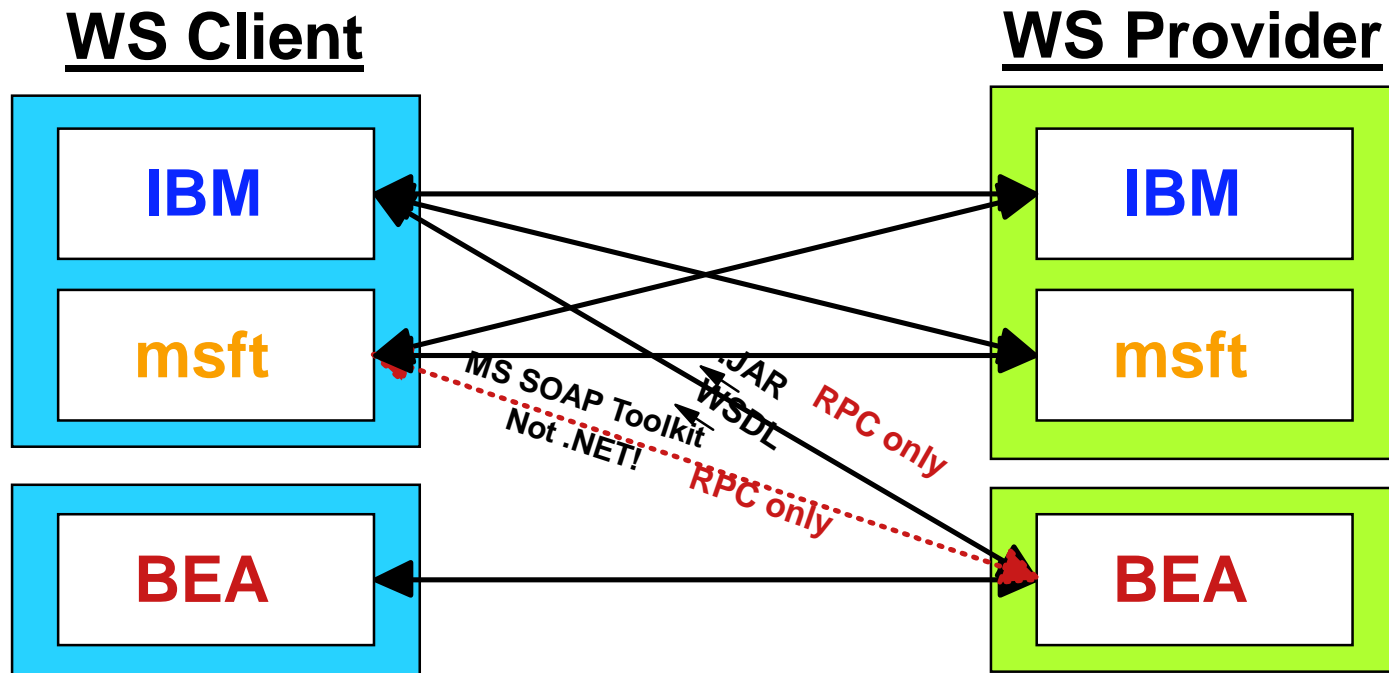 WS Client
WS Provider
IBM
IBM
msft
msft
.JAR
WSDL
RPC only
MS SOAP Toolkit
Not .NET!
RPC only
BEA
BEA